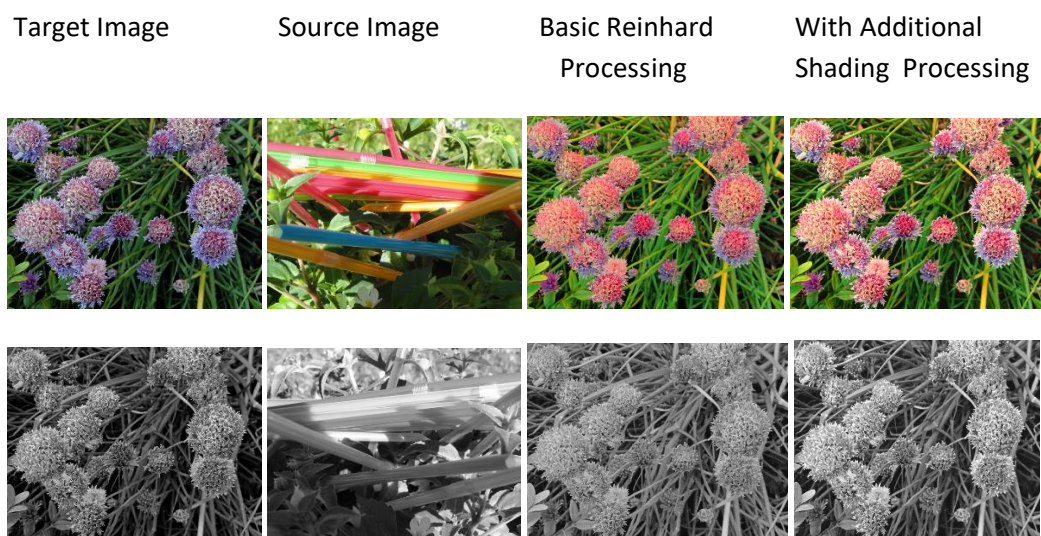 Target Image
Source Image
Basic Reinhard
Processing
With Additional
Shading Processing